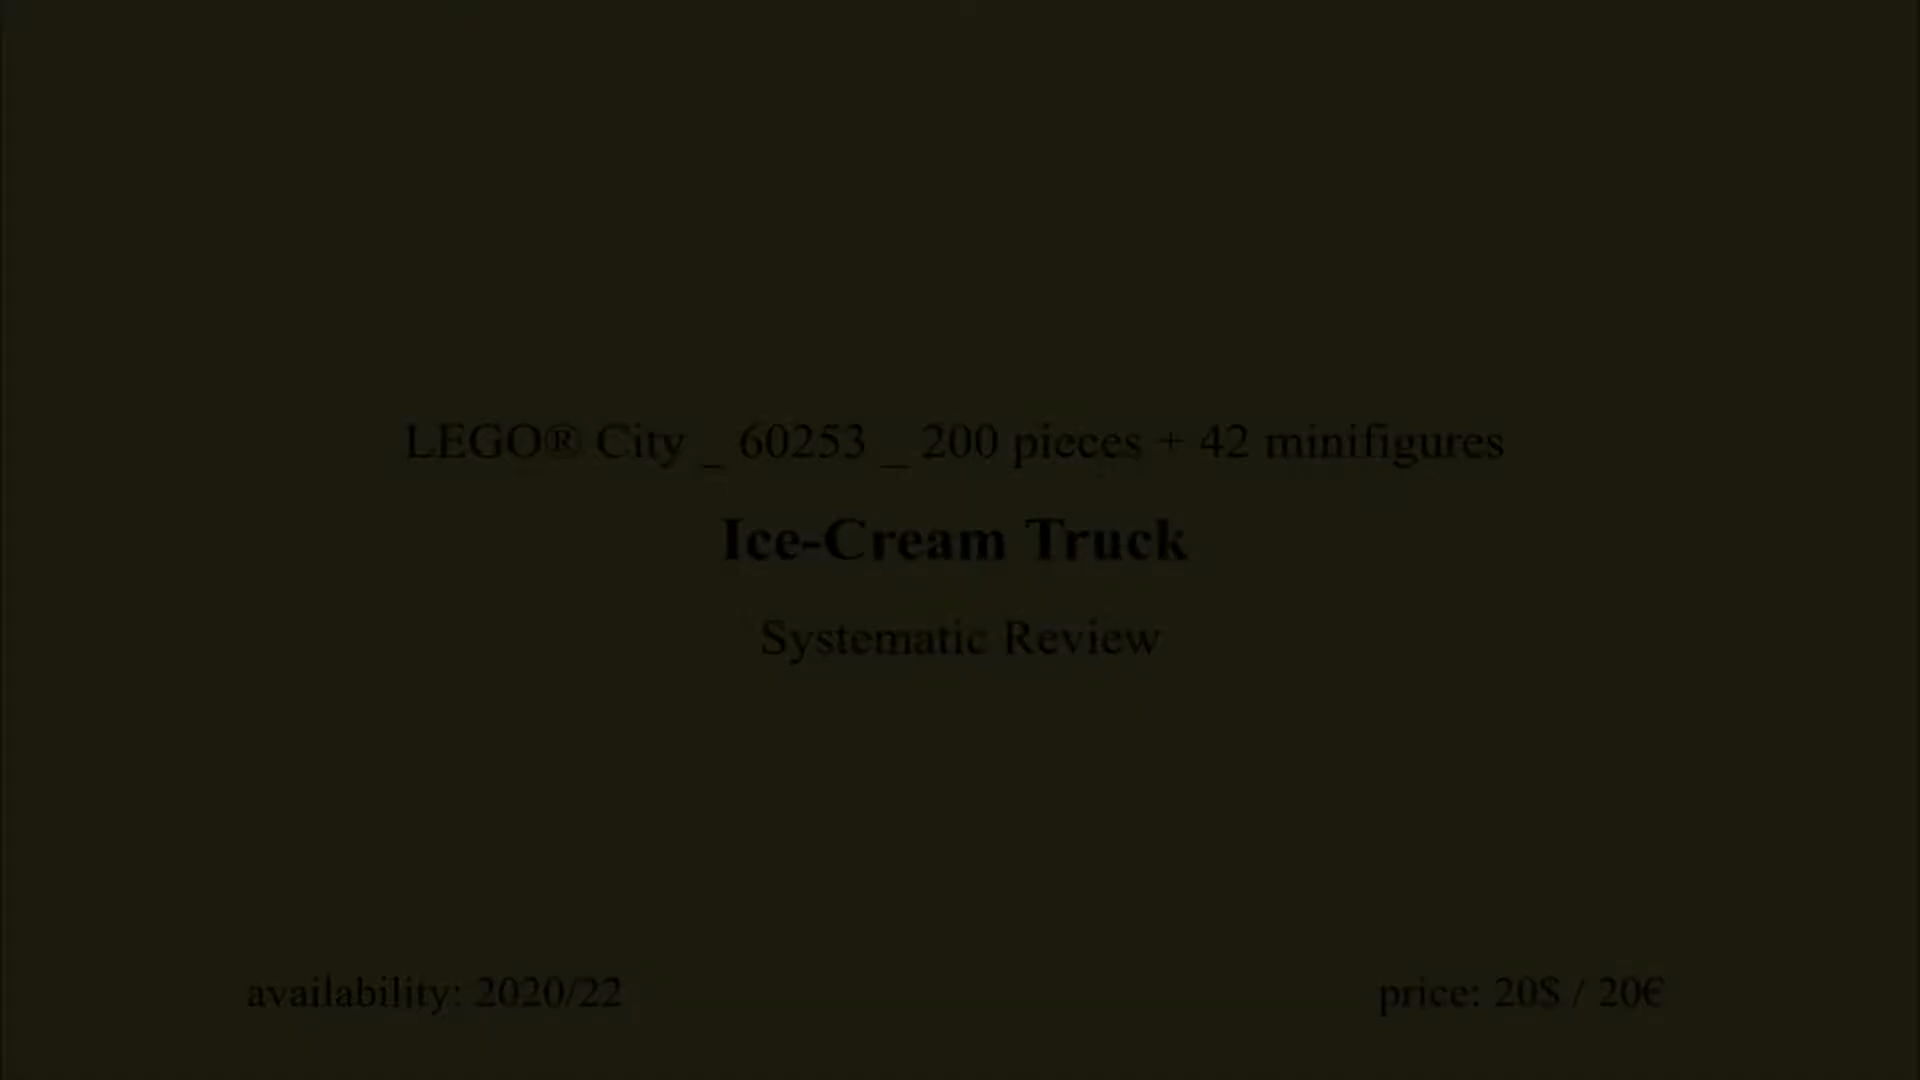 LEGO® City _ 60253 _ 200 pieces + 42 minifigures
Ice-Cream Truck
Systematic Review
availability: 2020/22
price: 20$ / 20€